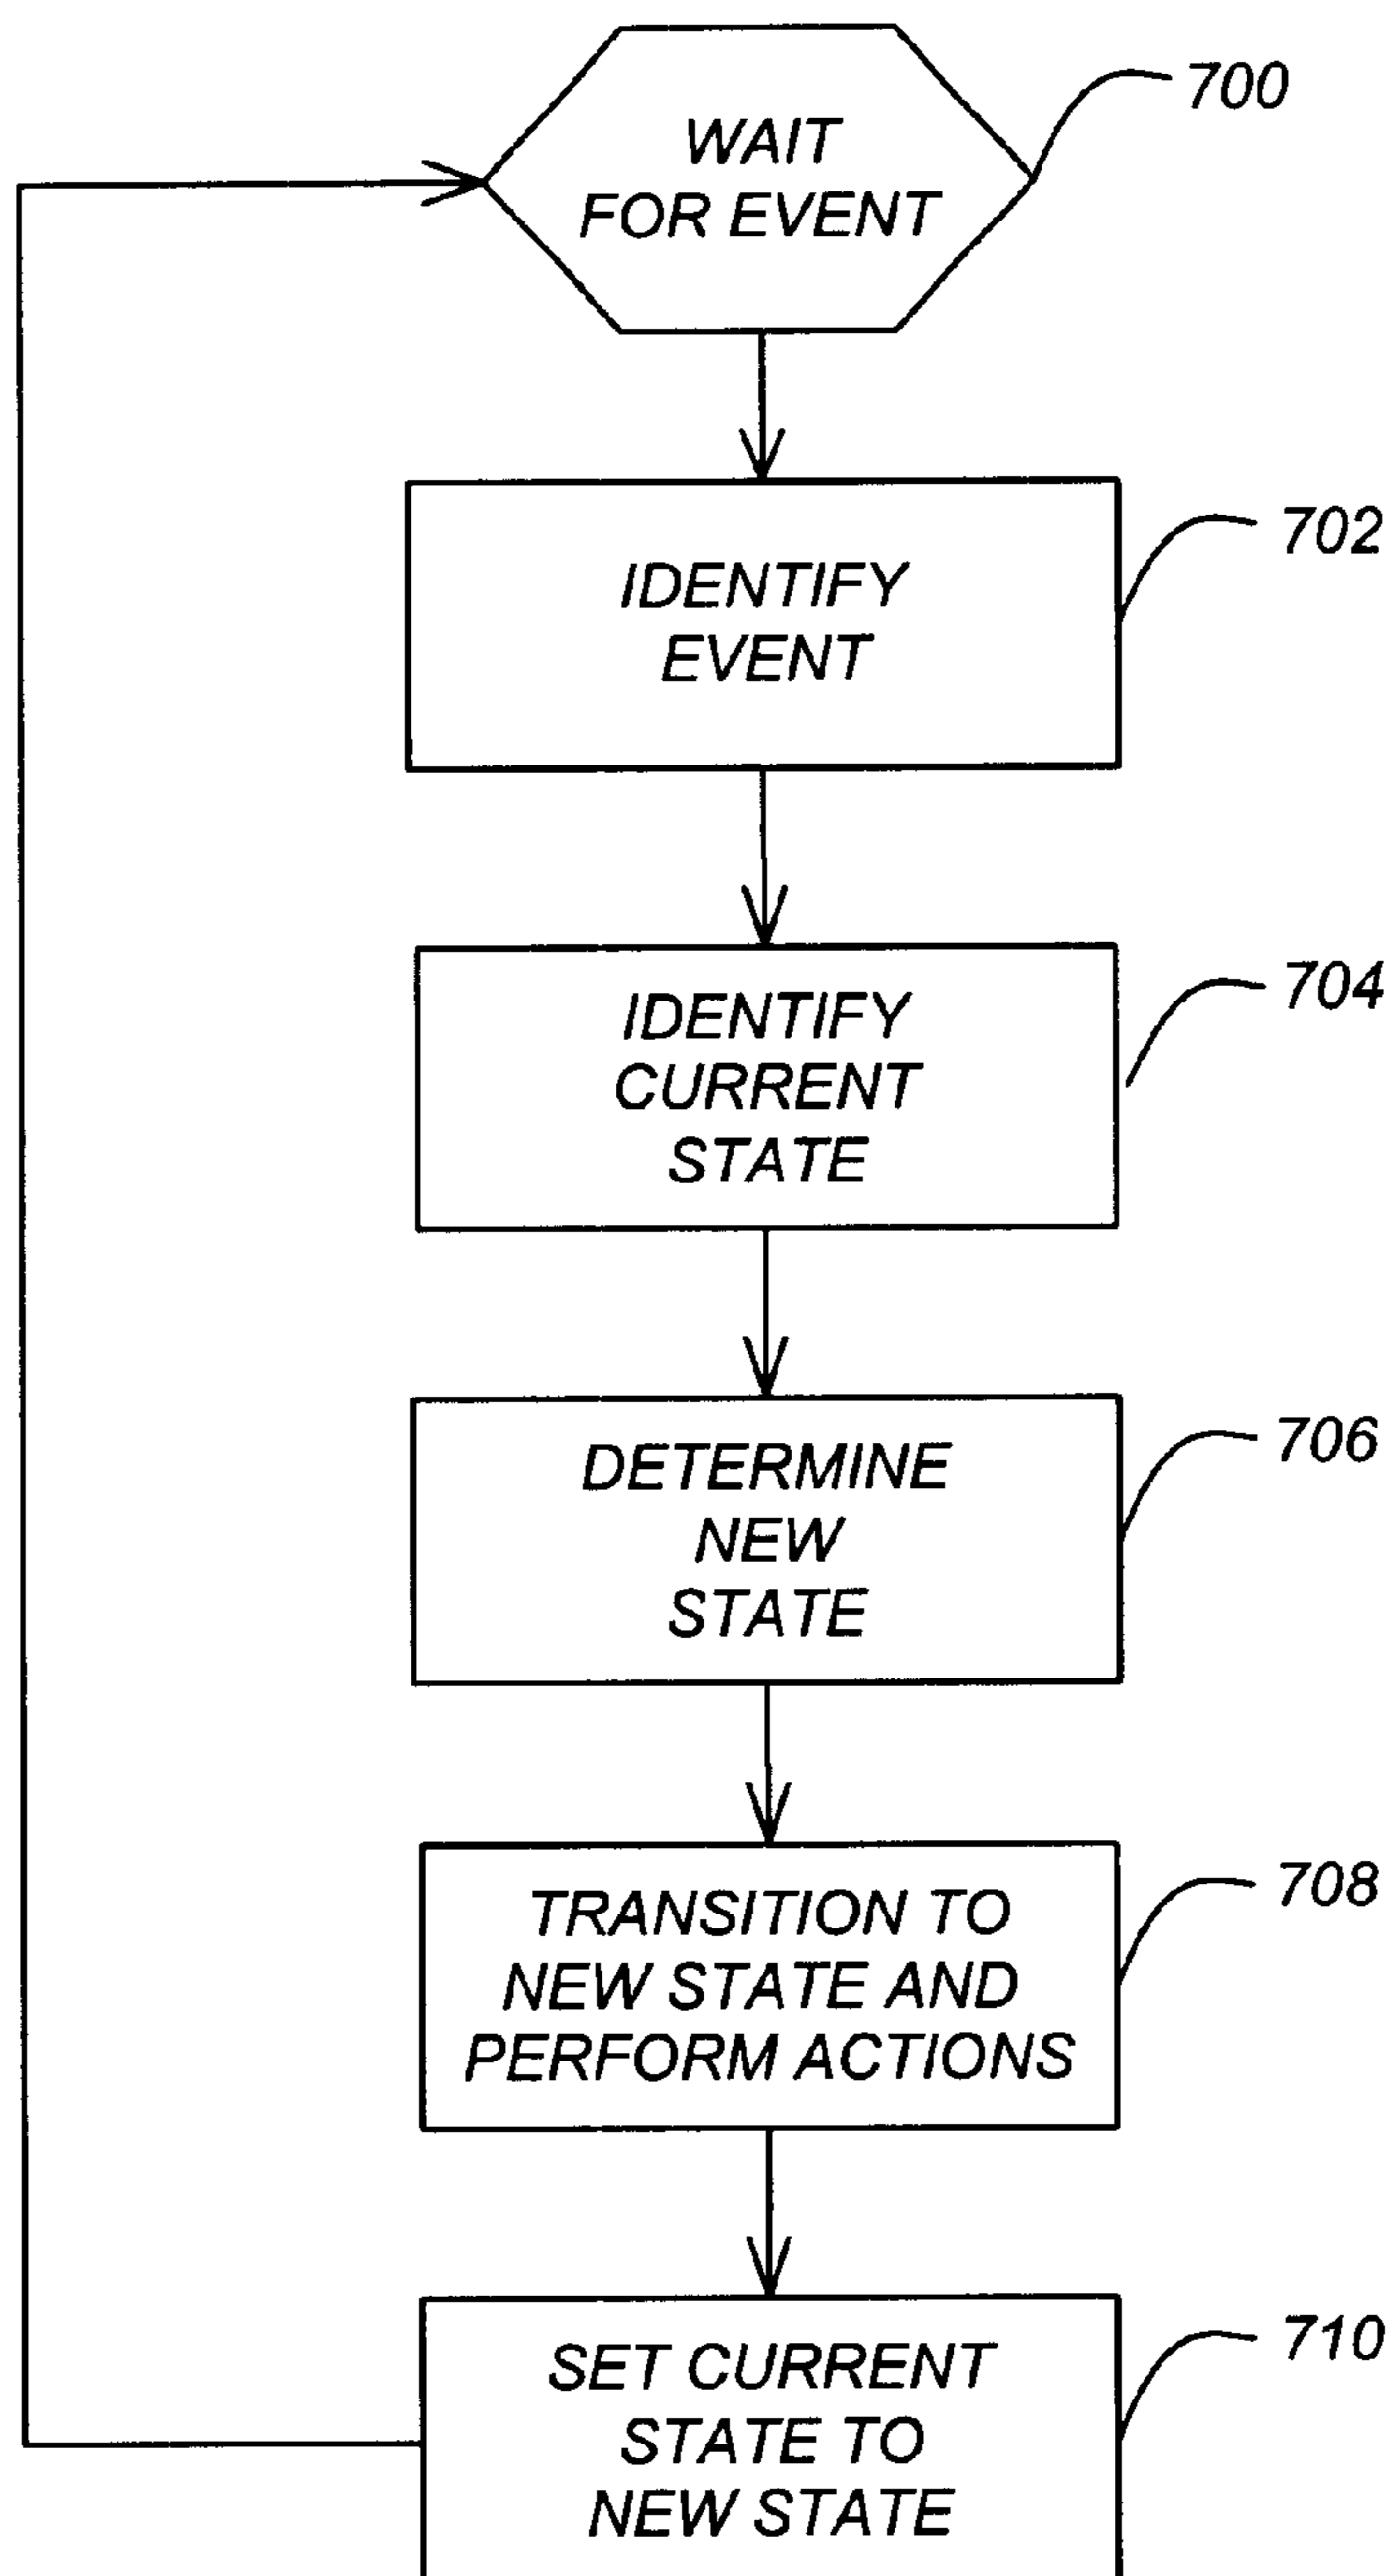 700
WAIT
FOR EVENT
702
IDENTIFY
EVENT
704
IDENTIFY
CURRENT
STATE
706
DETERMINE
NEW
STATE
708
TRANSITION TO
NEW STATE AND
PERFORM ACTIONS
710
SET CURRENT
STATE TO
NEW STATE